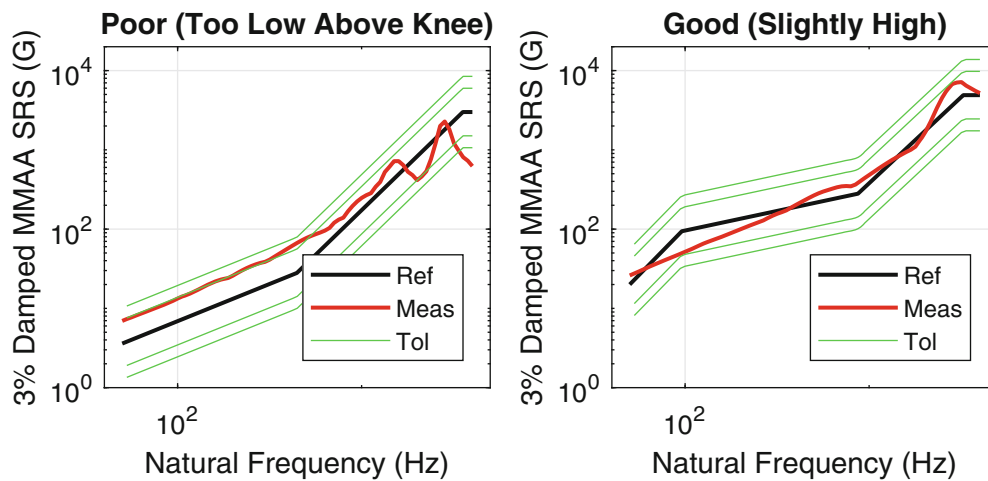 Poor (Too Low Above Knee)
3% Damped MMAA SRS (G)
10^4
10^2
10^0
10^2
Natural Frequency (Hz)
Ref
Meas
Tol
Good (Slightly High)
3% Damped MMAA SRS (G)
10^4
10^2
10^0
10^2
Natural Frequency (Hz)
Ref
Meas
Tol